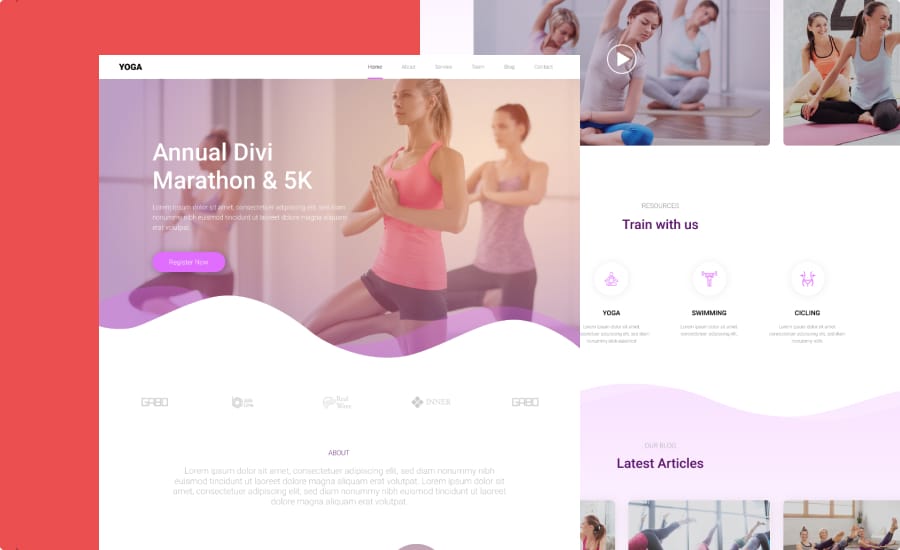 YOGA
Home
About
Service
Team
Blog
Contact
Annual Divi
Marathon & 5K
Lorem ipsum dolor sit amet, consectetuer adipiscing elit, sed diam
nonummy nibh euismod tincidunt ut laoreet dolore magna aliquam
erat volutpat.
Register Now
GABO
Real
Wave
INNER
GABO
ABOUT
Lorem ipsum dolor sit amet, consectetuer adipiscing elit, sed diam nonummy nibh
euismod tincidunt ut laoreet dolore magna aliquam erat volutpat. Lorem ipsum dolor sit
amet, consectetuer adipiscing elit, sed diam nonummy nibh euismod tincidunt ut laoreet
dolore magna aliquam erat volutpat.
RESOURCES
Train with us
YOGA
Lorem ipsum dolor sit amet,
consectetuer adipiscing elit, sed diam
nonummy nibh euismod
SWIMMING
Lorem ipsum dolor sit amet,
consectetuer adipiscing elit,
CICLING
Lorem ipsum dolor sit amet,
consectetuer adipiscing elit, sed diam
nonummy nibh.
OUR BLOG
Latest Articles